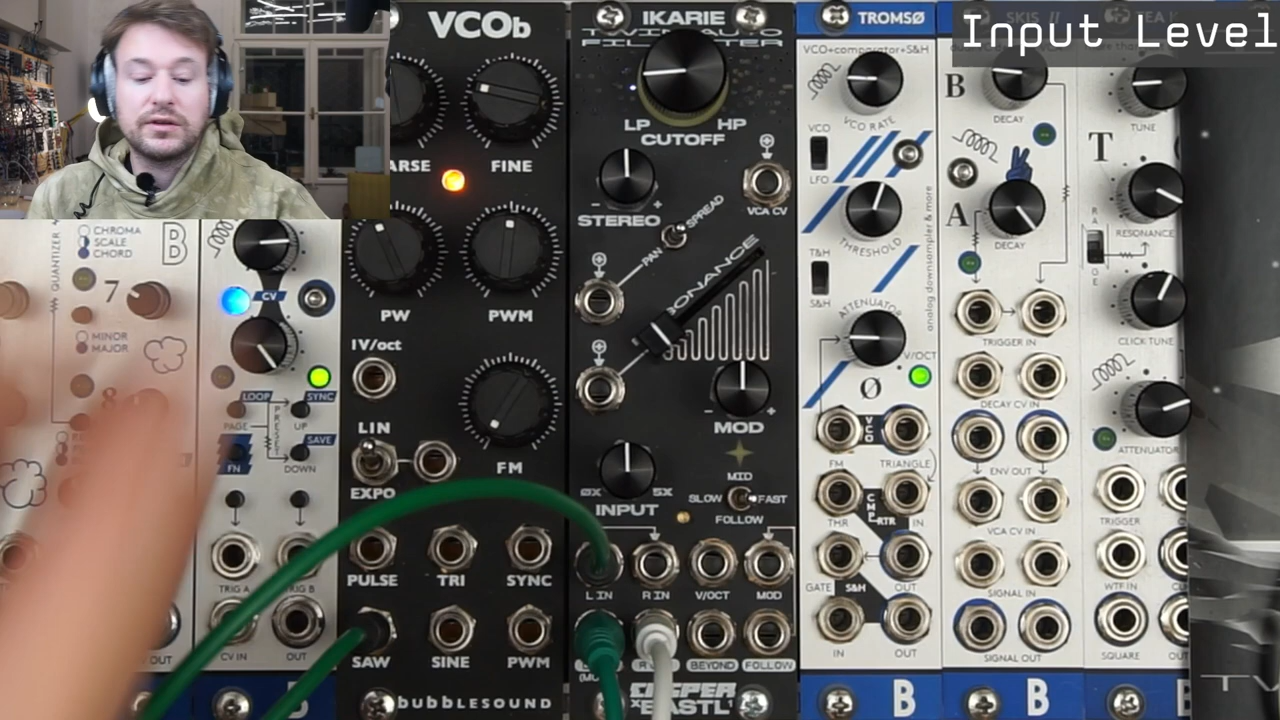 Input Level
VCOb
ARSE
FINE
PW
PWM
IV/oct
LIN
EXPO
FM
PULSE
TRI
SYNC
SAW
SINE
PWM
bubblesound
IKARIE
LP
HP
CUTOFF
STEREO
- +
VCA CV
PAN
SPREAD
MOD
- +
MID
SLOW
FAST
FOLLOW
0X
5X
INPUT
L IN
R IN
V/OCT
MOD
BEYOND
FOLLOW
TROMSØ
VCO+comparator+S&H
VCO RATE
VCO
LFO
THRESHOLD
T&H
S&H
analog downsampler & more
ATTENUATOR
V/OCT
Ø
VCO
FM
TRIANGLE
THR
IN
GATE
S&H
OUT
IN
OUT
B
B
DECAY
A
DECAY
TRIGGER IN
DECAY CV IN
ENV OUT
VCA CV IN
SIGNAL IN
SIGNAL OUT
B
TUNE
T
RESONANCE
CLICK TUNE
ATTENUATOR
TRIGGER
WTF IN
SQUARE
QUANTIZER
CHROMA
SCALE
CHORD
B
7
MINOR
MAJOR
8
CV
LOOP
SYNC
PAGE
PRESET
UP
FN
SAVE
DOWN
TRIG A
TRIG B
CV IN
OUT